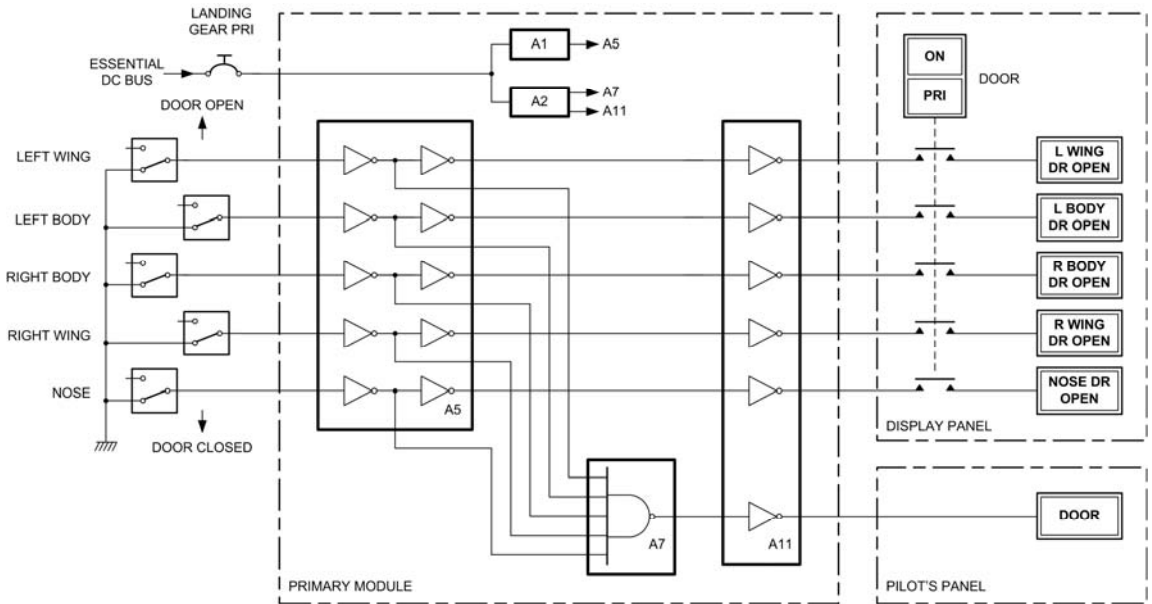 LANDING
GEAR PRI
ESSENTIAL
DC BUS
DOOR OPEN
LEFT WING
LEFT BODY
RIGHT BODY
RIGHT WING
NOSE
DOOR CLOSED
A1
A5
A2
A7
A11
A5
A7
A11
PRIMARY MODULE
ON
PRI
DOOR
L WING
DR OPEN
L BODY
DR OPEN
R BODY
DR OPEN
R WING
DR OPEN
NOSE DR
OPEN
DISPLAY PANEL
DOOR
PILOT'S PANEL